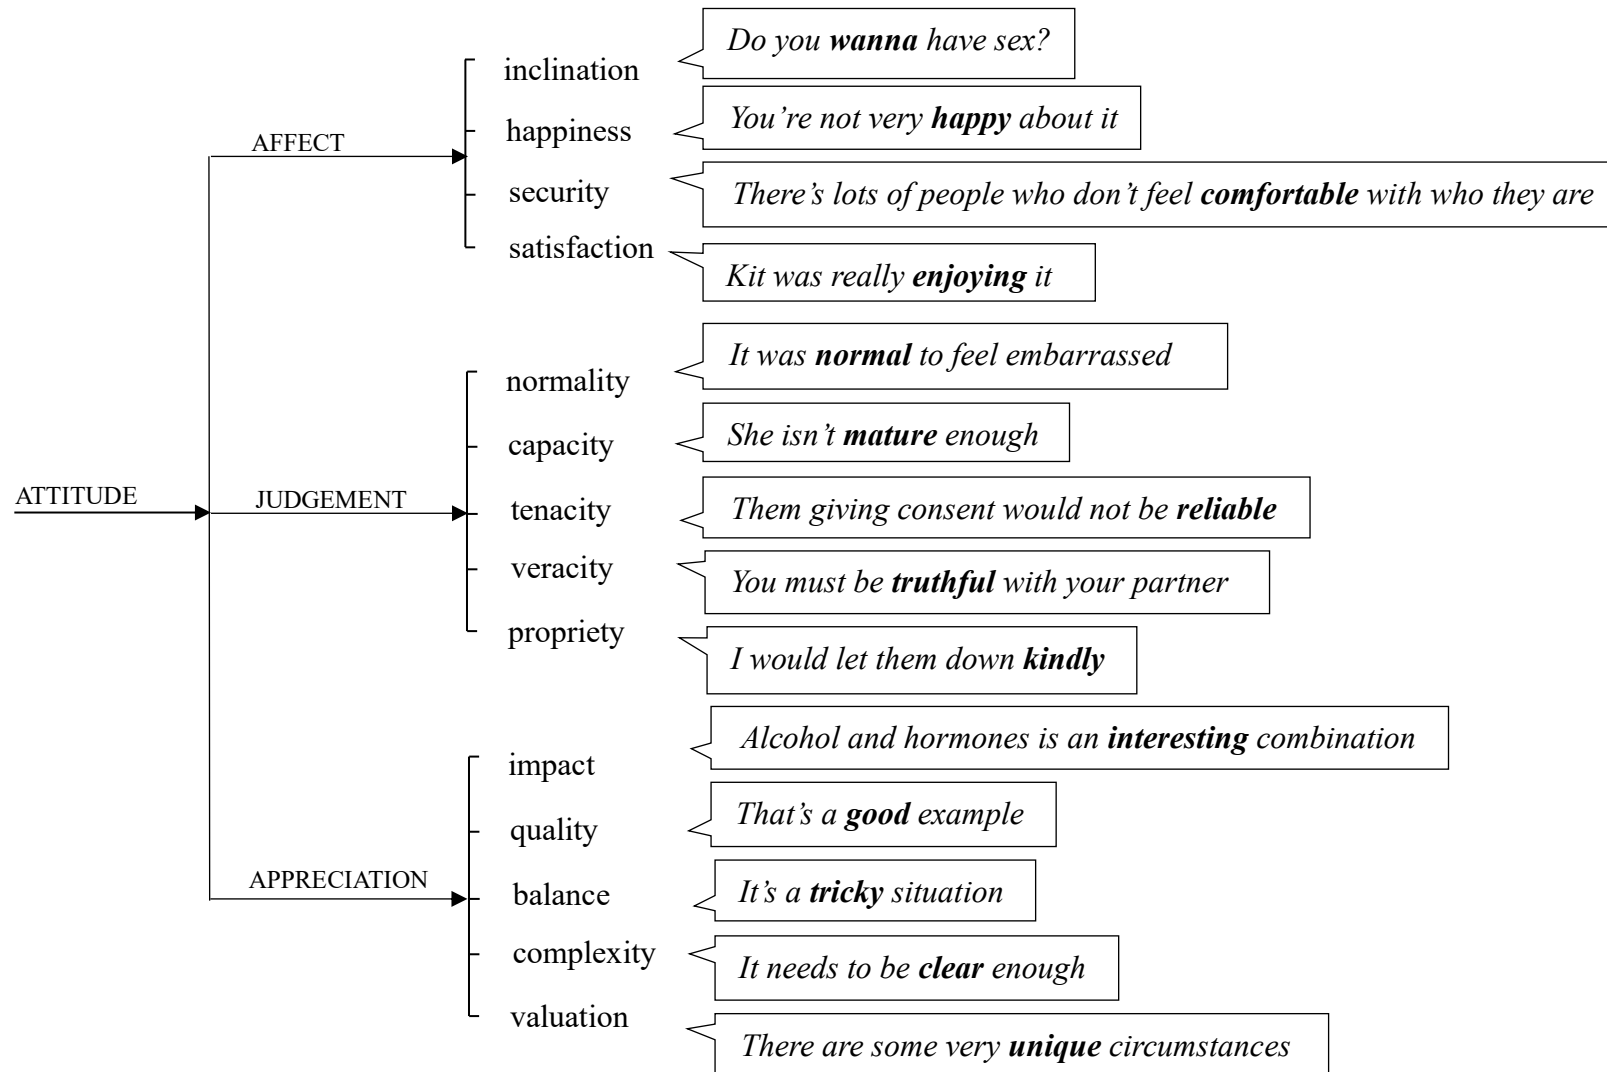 Do you wanna have sex?
inclination
You’re not very happy about it
happiness
AFFECT
There’s lots of people who don’t feel comfortable with who they are
security
satisfaction
Kit was really enjoying it
It was normal to feel embarrassed
normality
She isn’t mature enough
capacity
ATTITUDE
JUDGEMENT
Them giving consent would not be reliable
tenacity
veracity
You must be truthful with your partner
propriety
I would let them down kindly
Alcohol and hormones is an interesting combination
impact
That’s a good example
quality
APPRECIATION
It’s a tricky situation
balance
complexity
It needs to be clear enough
valuation
There are some very unique circumstances